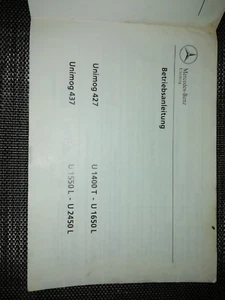 Mercedes-Benz
Betriebsanleitung
Unimog 427 U 1400 T - U 1650 L
Unimog 437 U 1550 L - U 2450 L